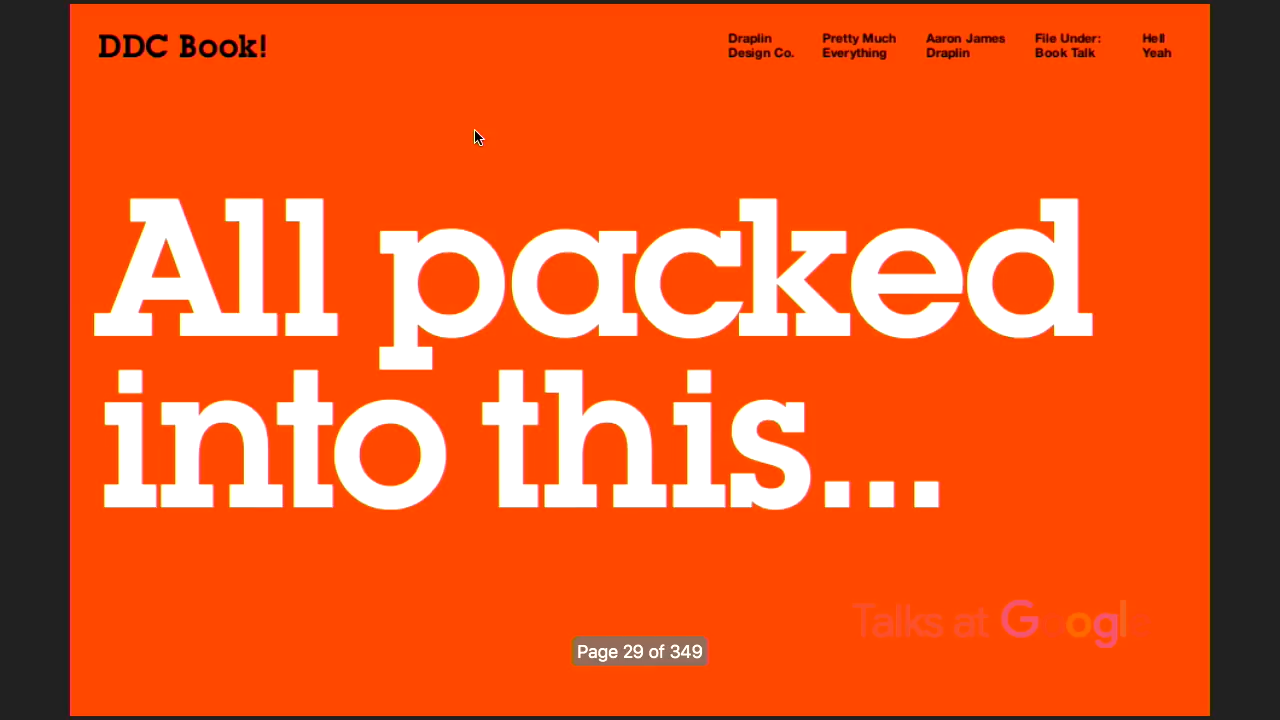 DDC Book!
Draplin Design Co.
Pretty Much Everything
Aaron James Draplin
File Under: Book Talk
Hell Yeah
All packed
into this...
Talks at Google
Page 29 of 349